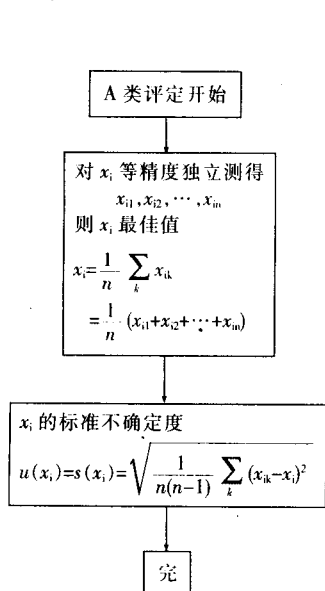 A 类评定开始
对 xᵢ 等精度独立测得
xᵢ₁,xᵢ₂,⋯,xᵢₙ
则 xᵢ 最佳值
xᵢ=1/n ∑ₖ xᵢₖ
=1/n (xᵢ₁+xᵢ₂+⋯+xᵢₙ)
xᵢ 的标准不确定度
u(xᵢ)=s(xᵢ)=√(1/(n(n−1)) ∑ₖ (xᵢₖ−xᵢ)²)
完